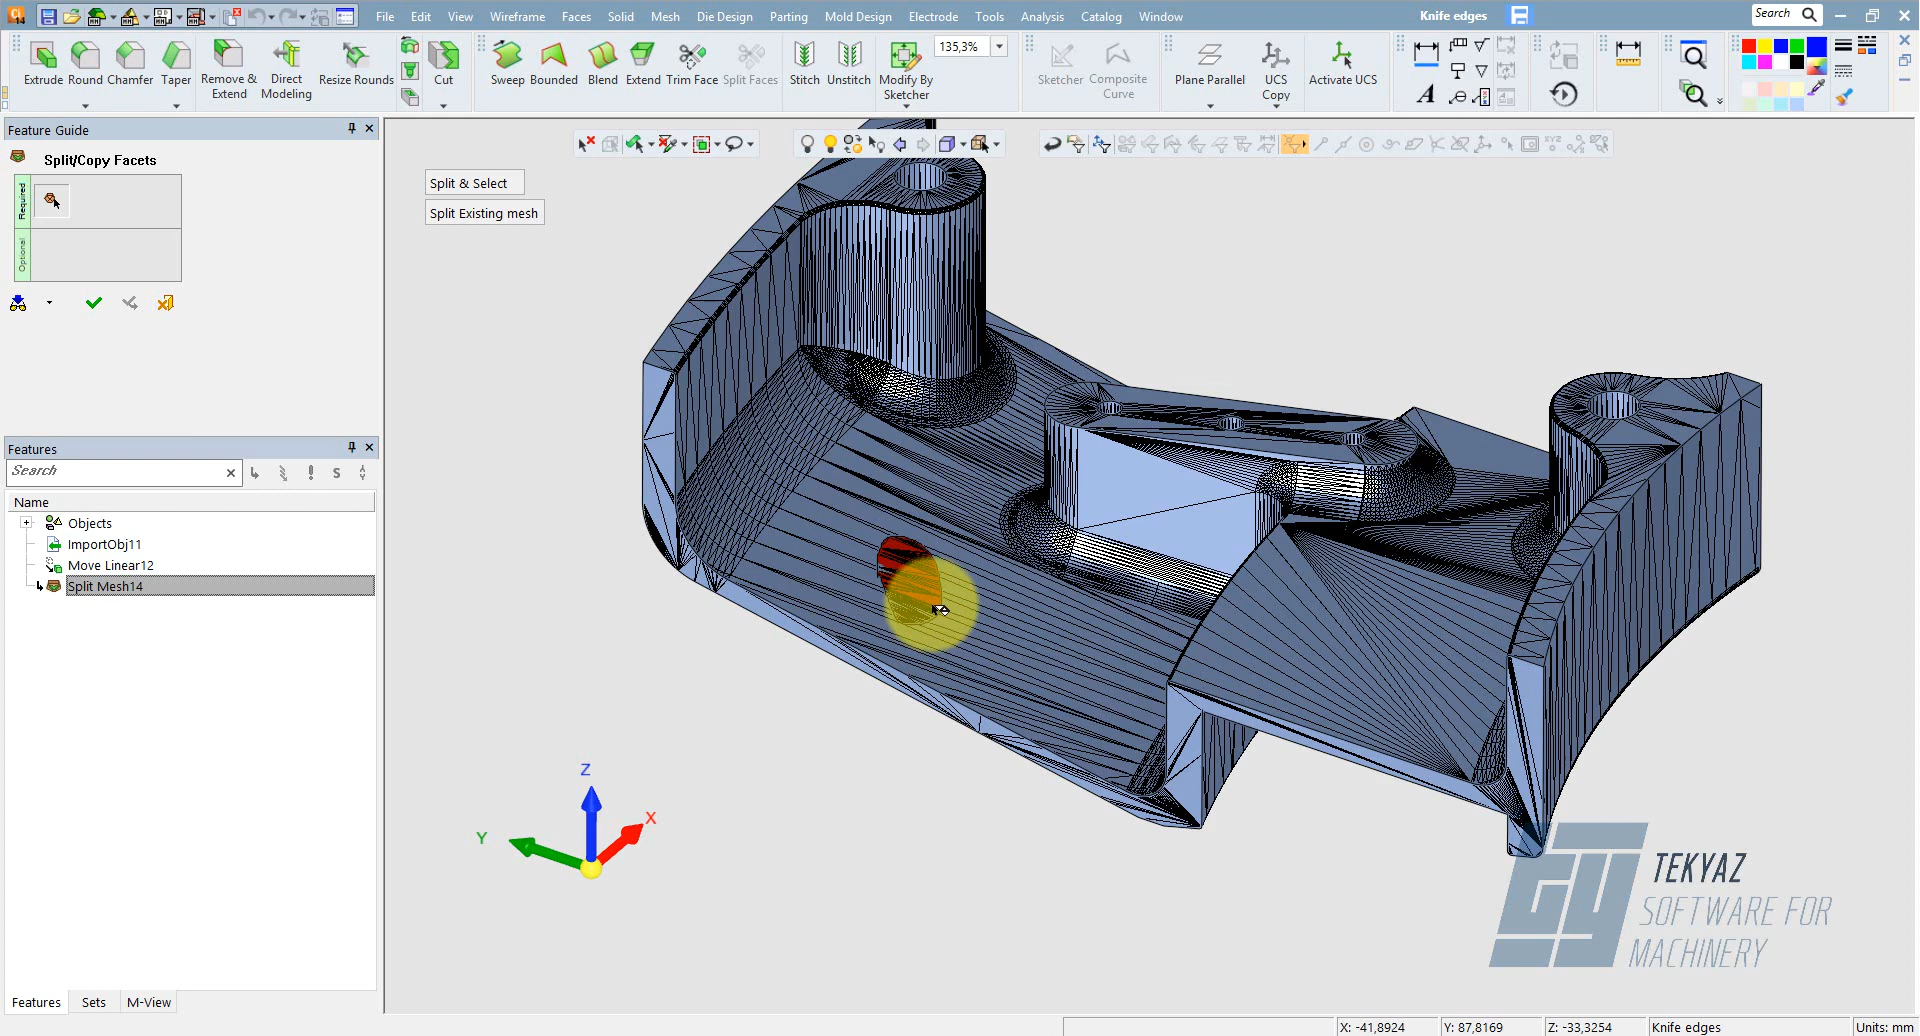 File Edit View Wireframe Faces Solid Mesh Die Design Parting Mold Design Electrode Tools Analysis Catalog Window
Knife edges
Search
Extrude Round Chamfer Taper Remove & Extend Direct Modeling Resize Rounds Cut
Sweep Bounded Blend Extend Trim Face Split Faces Stitch Unstitch Modify By Sketcher
135,3%
Sketcher Composite Curve Plane Parallel UCS Copy Activate UCS
Feature Guide
Split/Copy Facets
Required
Optional
Split & Select
Split Existing mesh
Features
Search
S
Name
Objects
ImportObj11
Move Linear12
Split Mesh14
Z
X
Y
TEKYAZ
SOFTWARE FOR
MACHINERY
Features Sets M-View
X: -41,8924 Y: 87,8169 Z: -33,3254 Knife edges Units: mm